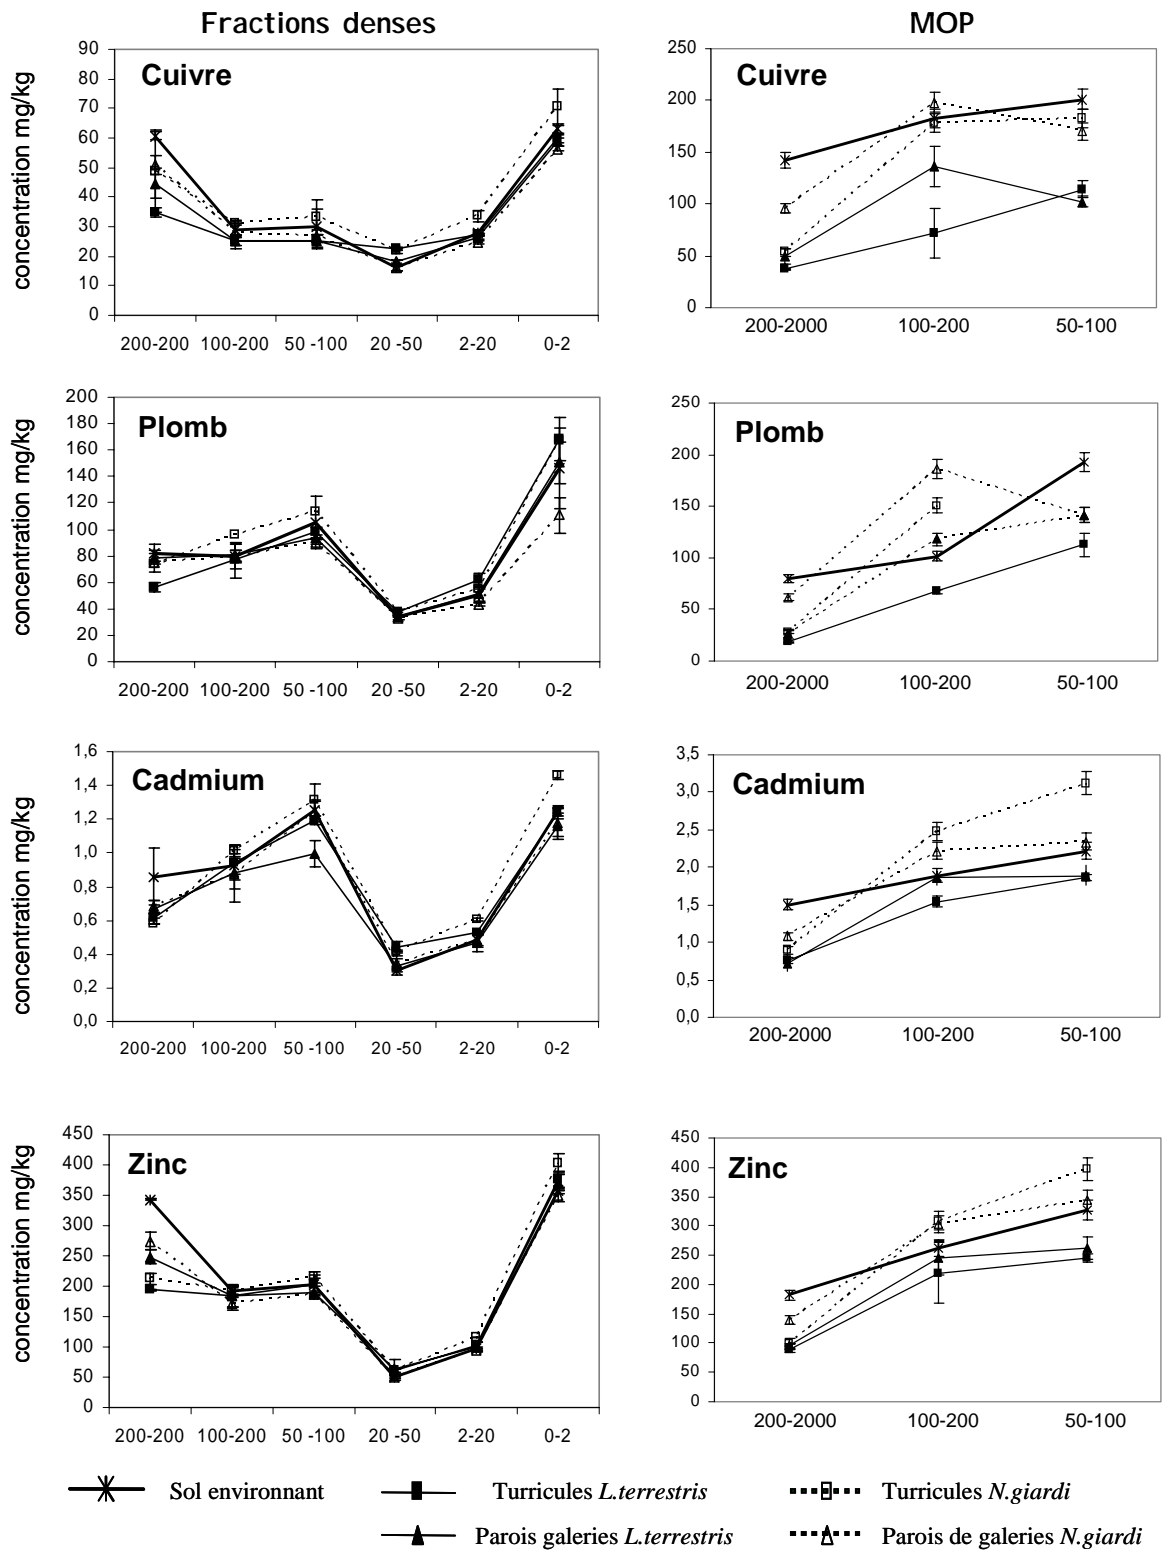 Fractions denses
MOP
concentration mg/kg
90
80
70
60
50
40
30
20
10
0
Cuivre
200-200 100-200 50 -100 20 -50 2-20 0-2
250
200
150
100
50
0
Cuivre
200-2000 100-200 50-100
concentration mg/kg
200
180
160
140
120
100
80
60
40
20
0
Plomb
200-200 100-200 50 -100 20 -50 2-20 0-2
250
200
150
100
50
0
Plomb
200-2000 100-200 50-100
concentration mg/kg
1,6
1,4
1,2
1,0
0,8
0,6
0,4
0,2
0,0
Cadmium
200-200 100-200 50 -100 20 -50 2-20 0-2
3,5
3,0
2,5
2,0
1,5
1,0
0,5
0,0
Cadmium
200-2000 100-200 50-100
concentration mg/kg
450
400
350
300
250
200
150
100
50
0
Zinc
200-200 100-200 50 -100 20 -50 2-20 0-2
450
400
350
300
250
200
150
100
50
0
Zinc
200-2000 100-200 50-100
Sol environnant
Turricules L.terrestris
Turricules N.giardi
Parois galeries L.terrestris
Parois de galeries N.giardi